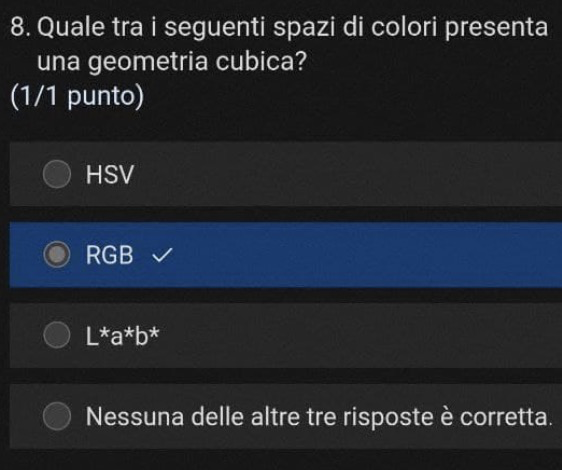 8. Quale tra i seguenti spazi di colori presenta
una geometria cubica?
(1/1 punto)
HSV
RGB ✓
L*a*b*
Nessuna delle altre tre risposte è corretta.